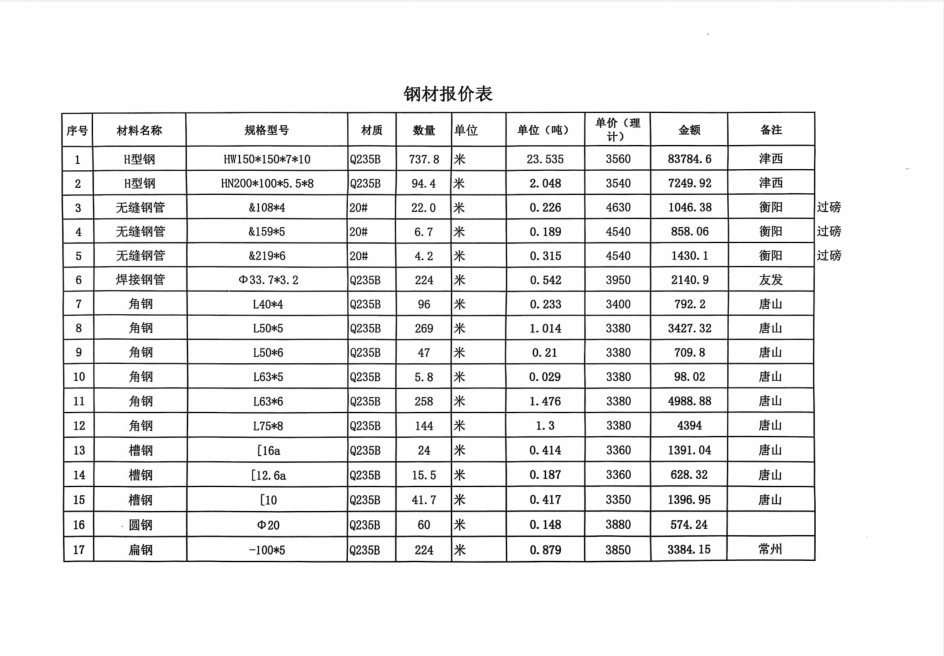 钢材报价表
序号 材料名称 规格型号 材质 数量 单位 单位（吨） 单价（理计） 金额 备注
1 H型钢 HW150*150*7*10 Q235B 737.8 米 23.535 3560 83784.6 津西
2 H型钢 HN200*100*5.5*8 Q235B 94.4 米 2.048 3540 7249.92 津西
3 无缝钢管 &108*4 20# 22.0 米 0.226 4630 1046.38 衡阳 过磅
4 无缝钢管 &159*5 20# 6.7 米 0.189 4540 858.06 衡阳 过磅
5 无缝钢管 &219*6 20# 4.2 米 0.315 4540 1430.1 衡阳 过磅
6 焊接钢管 Φ33.7*3.2 Q235B 224 米 0.542 3950 2140.9 友发
7 角钢 L40*4 Q235B 96 米 0.233 3400 792.2 唐山
8 角钢 L50*5 Q235B 269 米 1.014 3380 3427.32 唐山
9 角钢 L50*6 Q235B 47 米 0.21 3380 709.8 唐山
10 角钢 L63*5 Q235B 5.8 米 0.029 3380 98.02 唐山
11 角钢 L63*6 Q235B 258 米 1.476 3380 4988.88 唐山
12 角钢 L75*8 Q235B 144 米 1.3 3380 4394 唐山
13 槽钢 [16a Q235B 24 米 0.414 3360 1391.04 唐山
14 槽钢 [12.6a Q235B 15.5 米 0.187 3360 628.32 唐山
15 槽钢 [10 Q235B 41.7 米 0.417 3350 1396.95 唐山
16 圆钢 Φ20 Q235B 60 米 0.148 3880 574.24
17 扁钢 -100*5 Q235B 224 米 0.879 3850 3384.15 常州